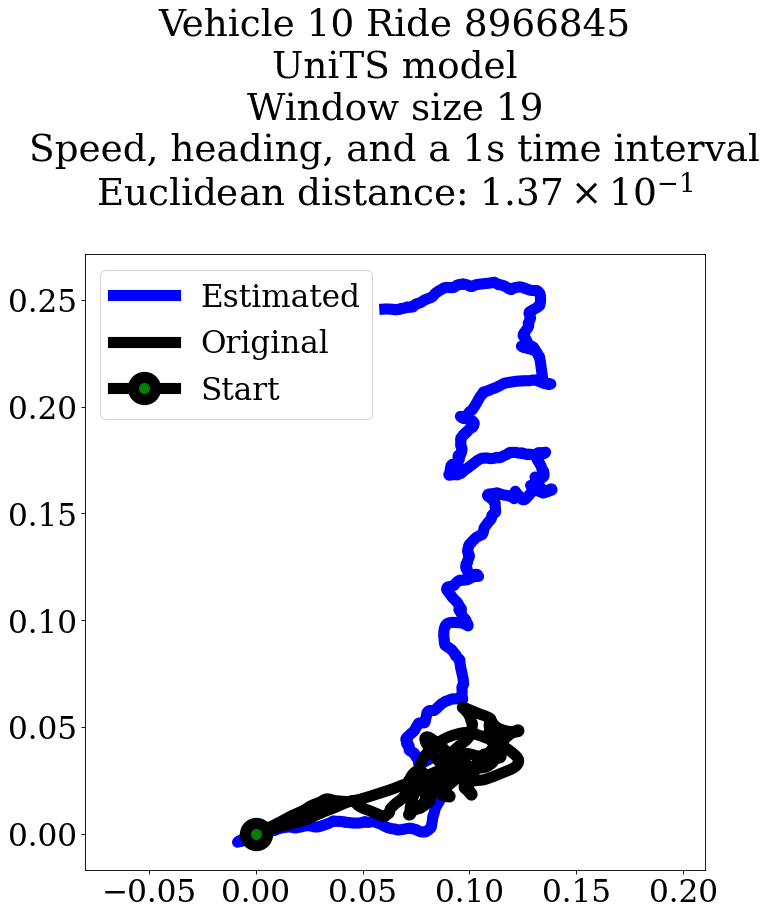 Vehicle 10 Ride 8966845
UniTS model
Window size 19
Speed, heading, and a 1s time interval
Euclidean distance: 1.37 × 10⁻¹
Estimated
Original
Start
0.25
0.20
0.15
0.10
0.05
0.00
−0.05 0.00 0.05 0.10 0.15 0.20